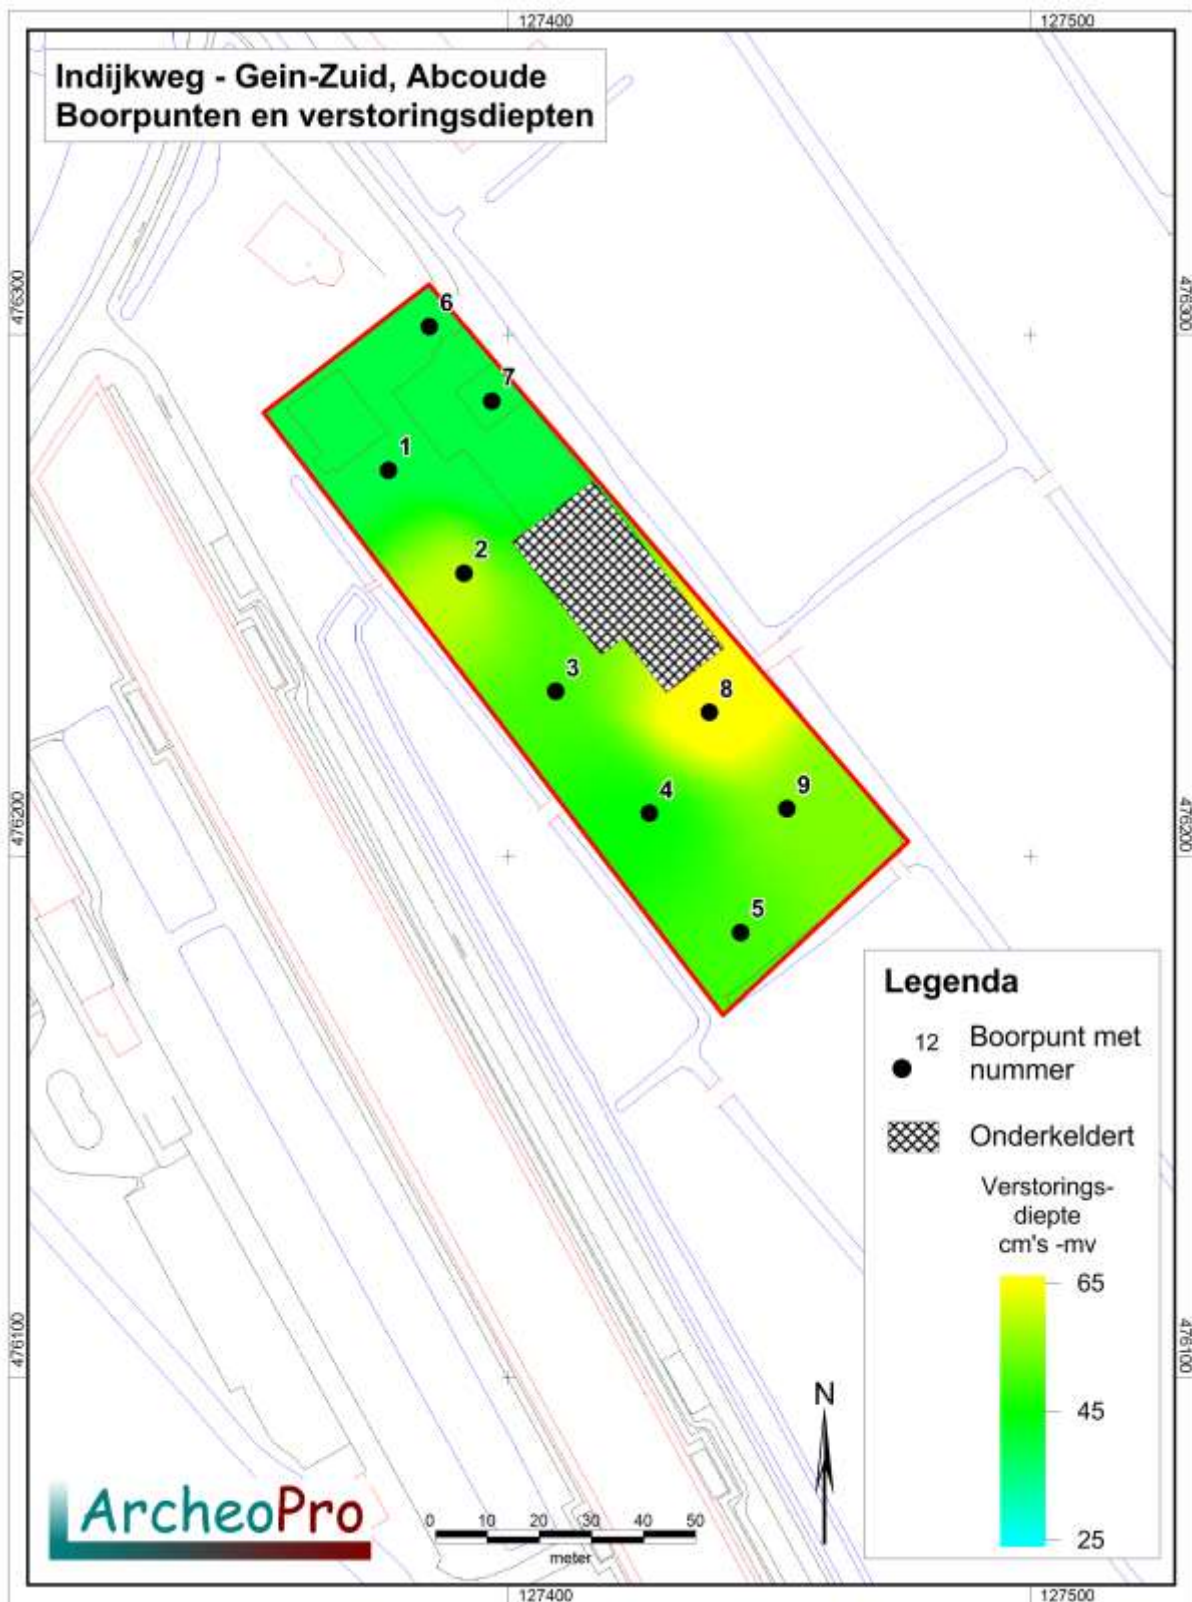 127400
127500
Indijkweg - Gein-Zuid, Abcoude
Boorpunten en verstoringsdiepten
476300
476300
6
7
1
2
3
8
4
9
476200
476200
5
Legenda
12
Boorpunt met
nummer
Onderkeldert
Verstorings-
diepte
cm's -mv
65
45
25
476100
476100
N
ArcheoPro
0 10 20 30 40 50
meter
127400
127500